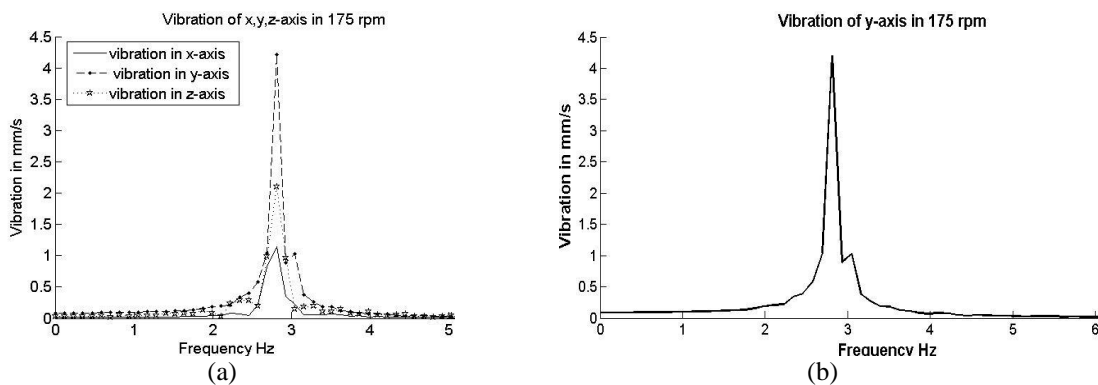 Vibration of x,y,z-axis in 175 rpm
4.5
4
3.5
3
2.5
2
1.5
1
0.5
0
Vibration in mm/s
vibration in x-axis
vibration in y-axis
vibration in z-axis
0 1 2 3 4 5
Frequency Hz
(a)
Vibration of y-axis in 175 rpm
4.5
4
3.5
3
2.5
2
1.5
1
0.5
0
Vibration in mm/s
0 1 2 3 4 5 6
Frequency Hz
(b)